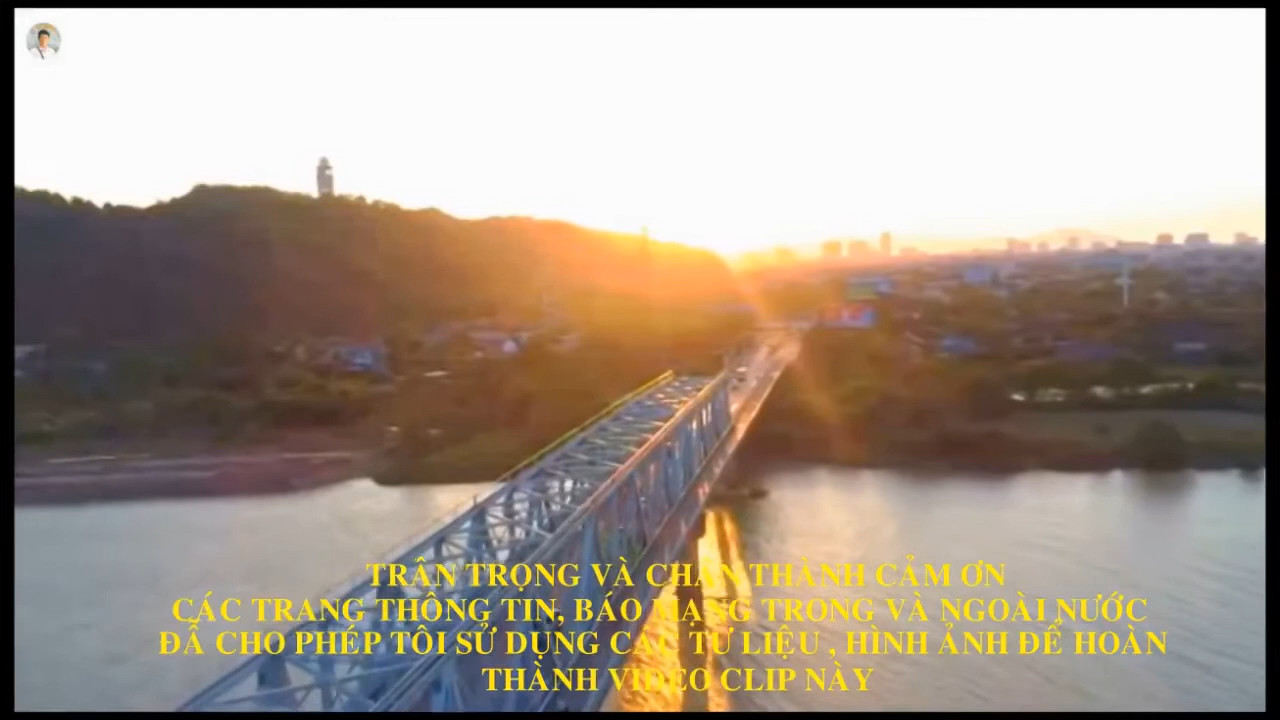 TRÂN TRỌNG VÀ CHÂN THÀNH CẢM ƠN
CÁC TRANG THÔNG TIN, BÁO MẠNG TRONG VÀ NGOÀI NƯỚC
ĐÃ CHO PHÉP TÔI SỬ DỤNG CÁC TƯ LIỆU , HÌNH ẢNH ĐỂ HOÀN
THÀNH VIDEO CLIP NÀY